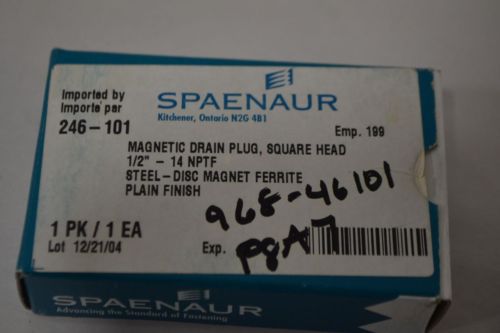 Imported by
Importé par
SPAENAUR
Kitchener, Ontario N2G 4B1
246-101
Emp. 199
MAGNETIC DRAIN PLUG, SQUARE HEAD
1/2" - 14 NPTF
STEEL-DISC MAGNET FERRITE
PLAIN FINISH
968-46101
1 PK / 1 EA
Lot 12/21/04
Exp.
SPAENAUR
Advancing the Standard of Fastening